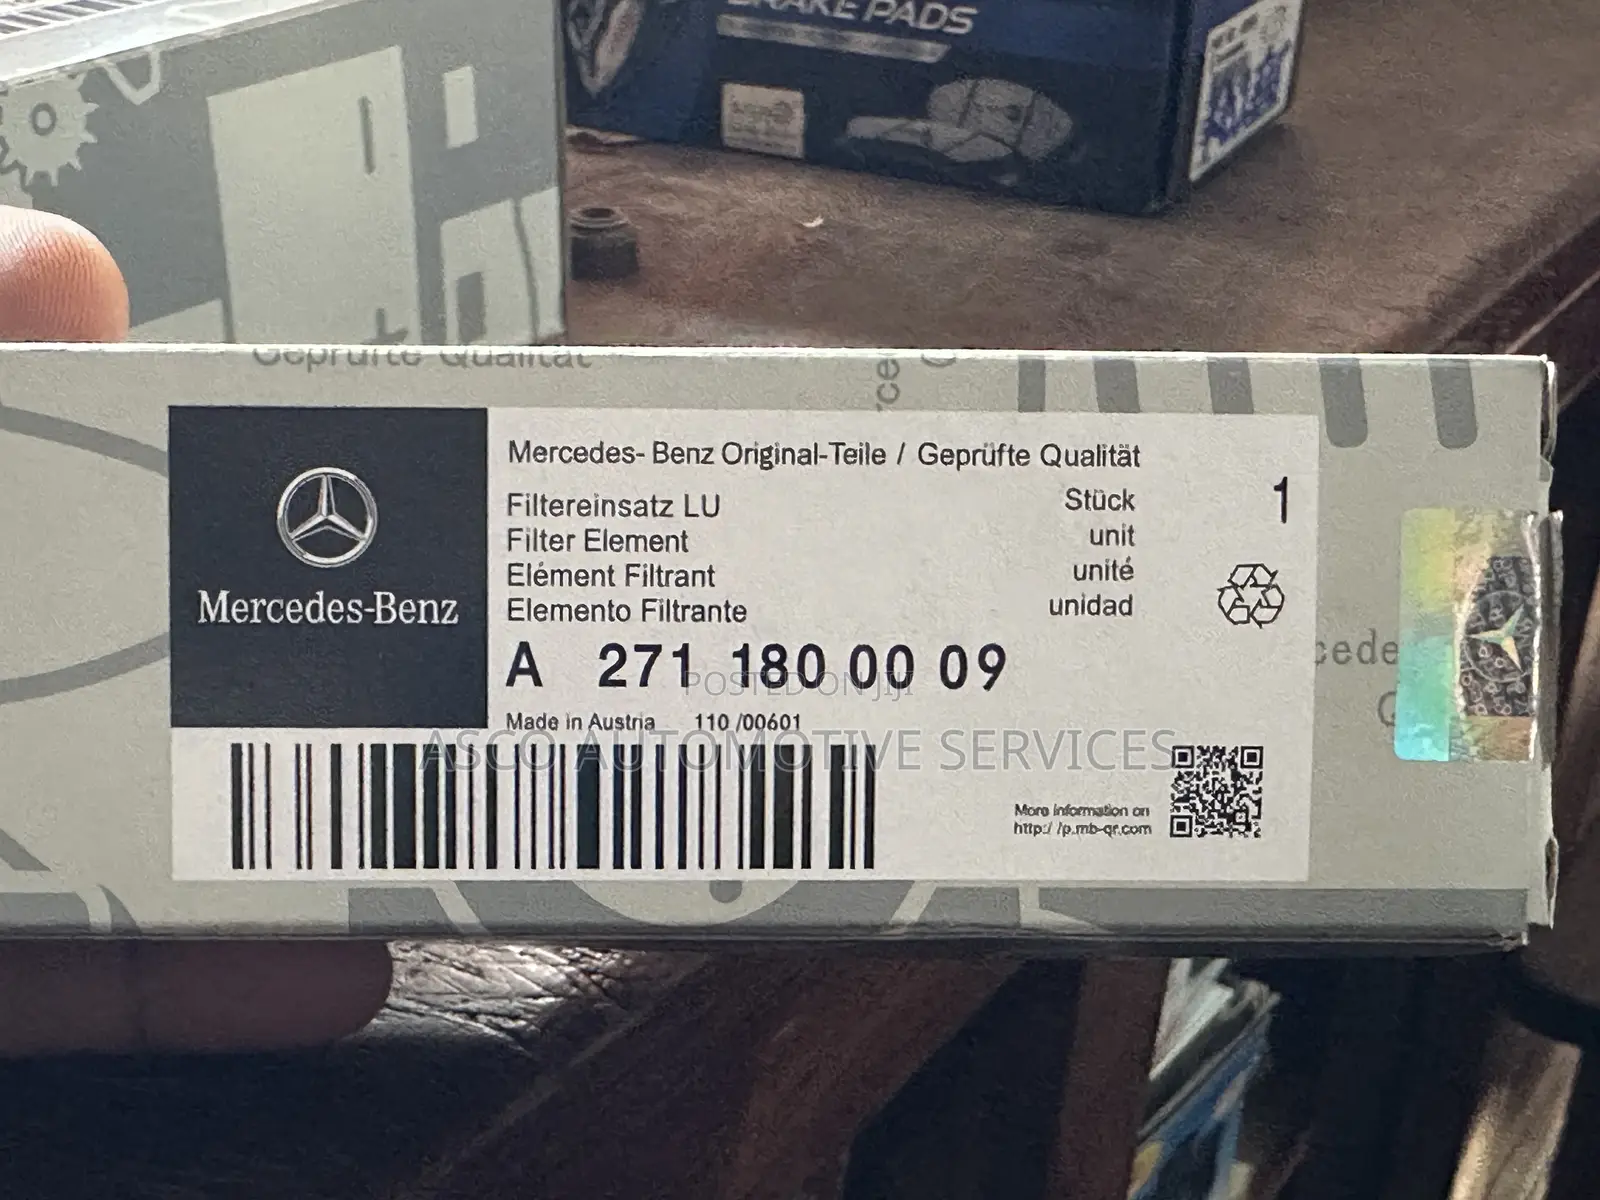 BRAKE PADS
Geprüfte Qualität
Mercedes-Benz Original-Teile / Geprüfte Qualität
Filtereinsatz LU
Stück
1
Filter Element
unit
Elément Filtrant
unité
Elemento Filtrante
unidad
Mercedes-Benz
A 271 180 00 09
POSTED ON JIJI
Made in Austria 110 /00601
ASCO AUTOMOTIVE SERVICES
More information on
http://p.mb-qr.com